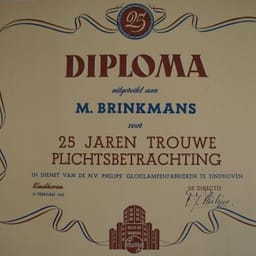 25
DIPLOMA
uitgereikt aan
M. BRINKMANS
voor
25 JAREN TROUWE
PLICHTSBETRACHTING
IN DIENST VAN DE N.V. PHILIPS' GLOEILAMPENFABRIEKEN TE EINDHOVEN
Eindhoven
DE DIRECTIE
FEBRUARI